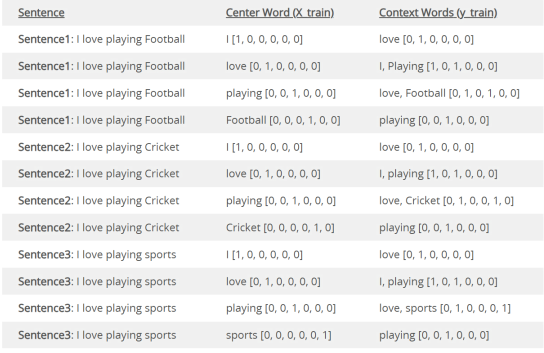 Sentence Center Word (X_train) Context Words (y_train)
Sentence1: I love playing Football I [1, 0, 0, 0, 0, 0] love [0, 1, 0, 0, 0, 0]
Sentence1: I love playing Football love [0, 1, 0, 0, 0, 0] I, Playing [1, 0, 1, 0, 0, 0]
Sentence1: I love playing Football playing [0, 0, 1, 0, 0, 0] love, Football [0, 1, 0, 1, 0, 0]
Sentence1: I love playing Football Football [0, 0, 0, 1, 0, 0] playing [0, 0, 1, 0, 0, 0]
Sentence2: I love playing Cricket I [1, 0, 0, 0, 0, 0] love [0, 1, 0, 0, 0, 0]
Sentence2: I love playing Cricket love [0, 1, 0, 0, 0, 0] I, playing [1, 0, 1, 0, 0, 0]
Sentence2: I love playing Cricket playing [0, 0, 1, 0, 0, 0] love, Cricket [0, 1, 0, 0, 1, 0]
Sentence2: I love playing Cricket Cricket [0, 0, 0, 0, 1, 0] playing [0, 0, 1, 0, 0, 0]
Sentence3: I love playing sports I [1, 0, 0, 0, 0, 0] love [0, 1, 0, 0, 0, 0]
Sentence3: I love playing sports love [0, 1, 0, 0, 0, 0] I, playing [1, 0, 1, 0, 0, 0]
Sentence3: I love playing sports playing [0, 0, 1, 0, 0, 0] love, sports [0, 1, 0, 0, 0, 1]
Sentence3: I love playing sports sports [0, 0, 0, 0, 0, 1] playing [0, 0, 1, 0, 0, 0]